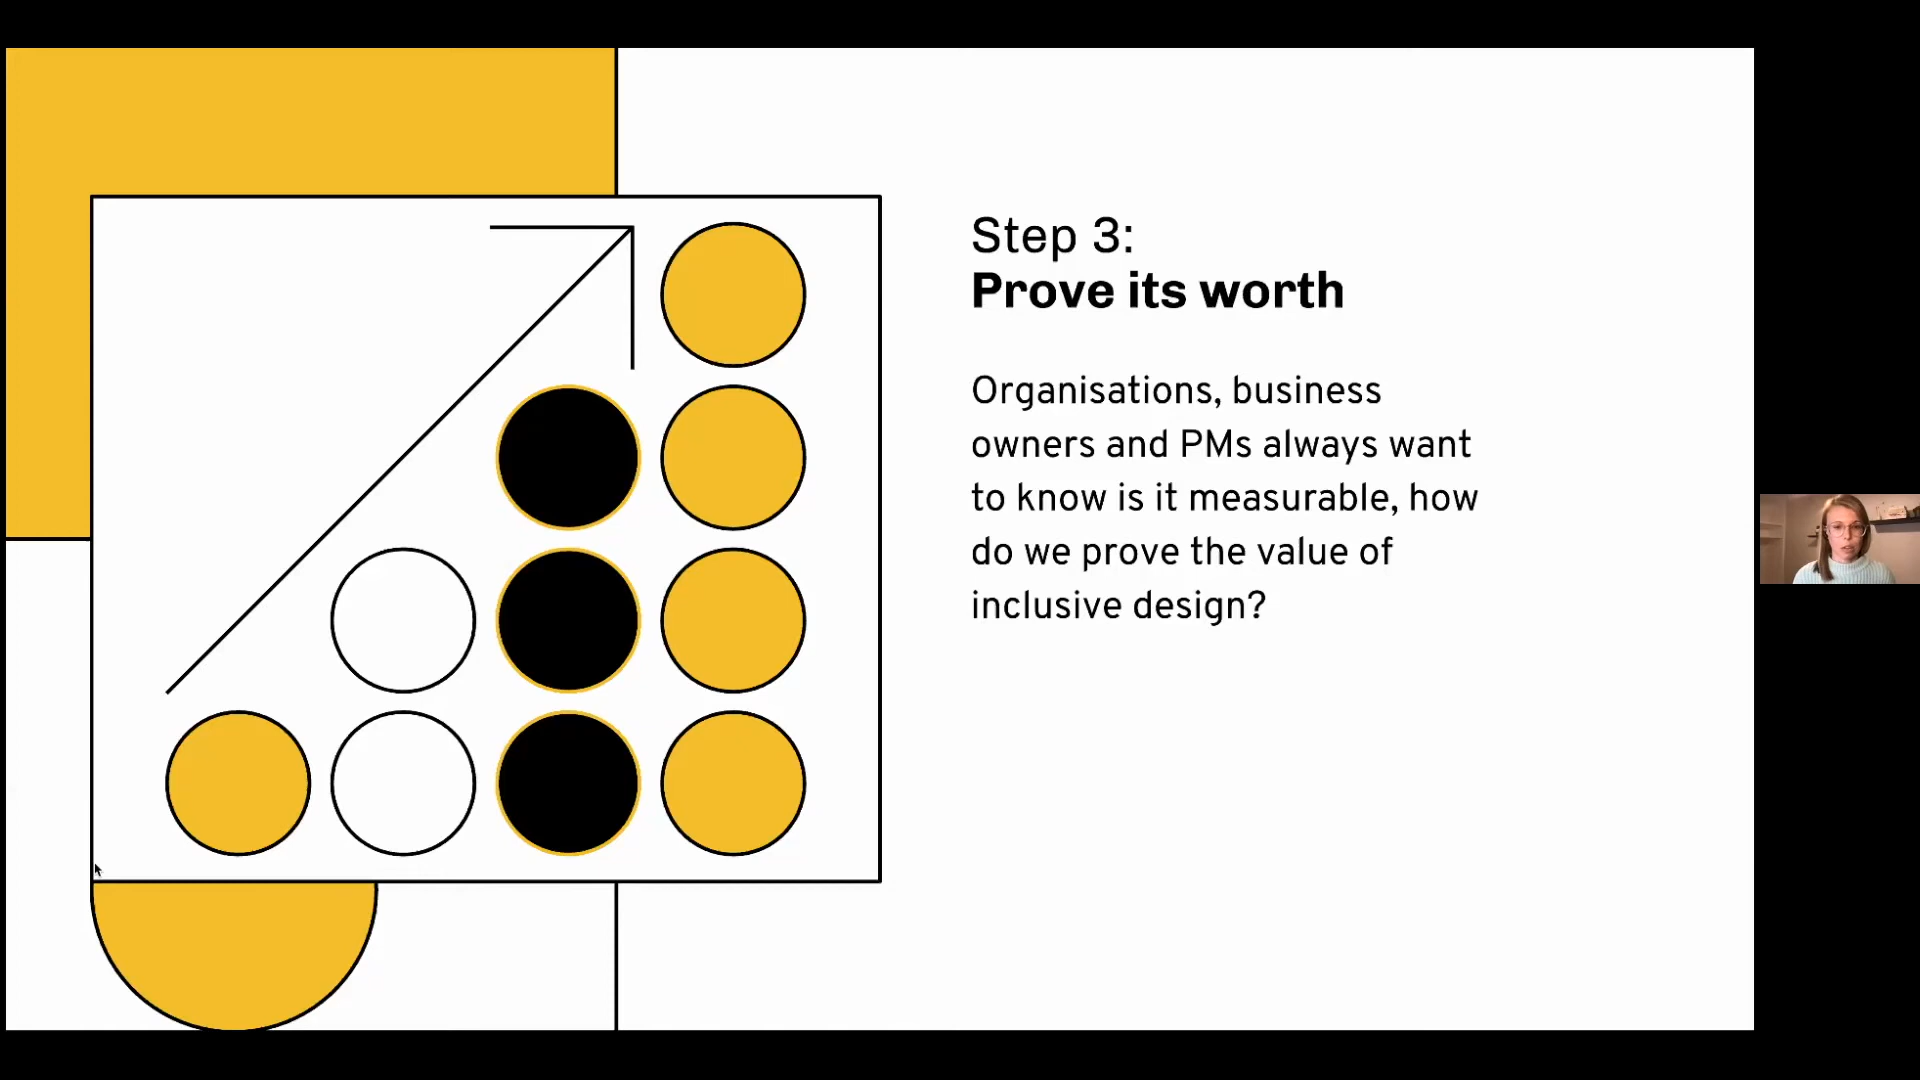 Step 3:
Prove its worth
Organisations, business
owners and PMs always want
to know is it measurable, how
do we prove the value of
inclusive design?